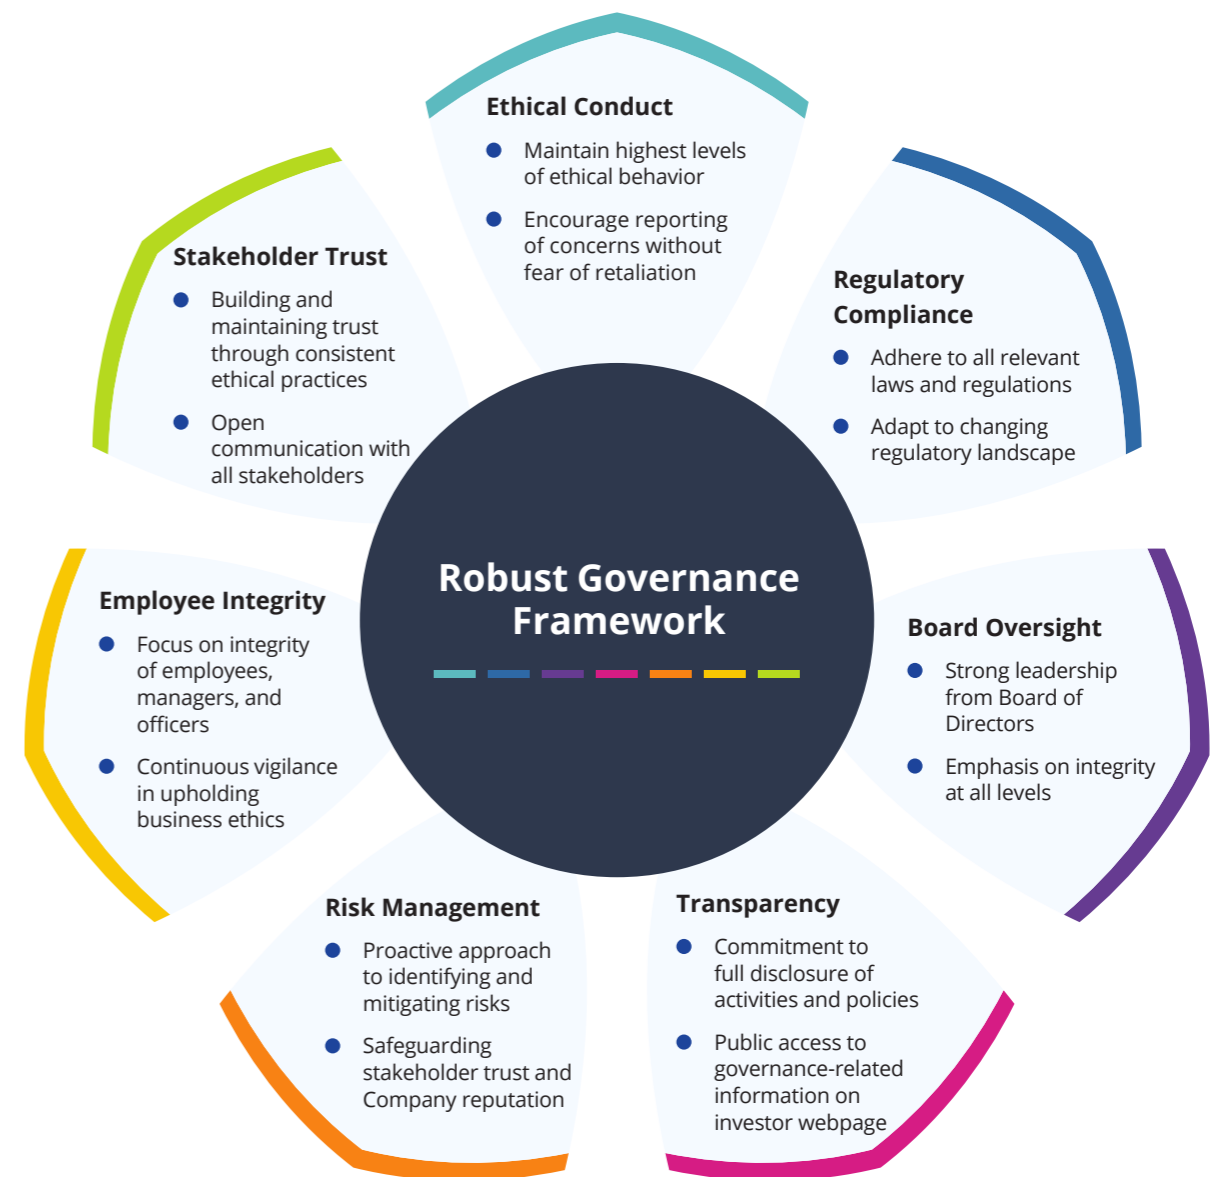 Ethical Conduct
Maintain highest levels
of ethical behavior
Encourage reporting
of concerns without
fear of retaliation
Regulatory
Compliance
Adhere to all relevant
laws and regulations
Adapt to changing
regulatory landscape
Board Oversight
Strong leadership
from Board of
Directors
Emphasis on integrity
at all levels
Transparency
Commitment to
full disclosure of
activities and policies
Public access to
governance-related
information on
investor webpage
Risk Management
Proactive approach
to identifying and
mitigating risks
Safeguarding
stakeholder trust and
Company reputation
Employee Integrity
Focus on integrity
of employees,
managers, and
officers
Continuous vigilance
in upholding
business ethics
Stakeholder Trust
Building and
maintaining trust
through consistent
ethical practices
Open
communication with
all stakeholders
Robust Governance
Framework